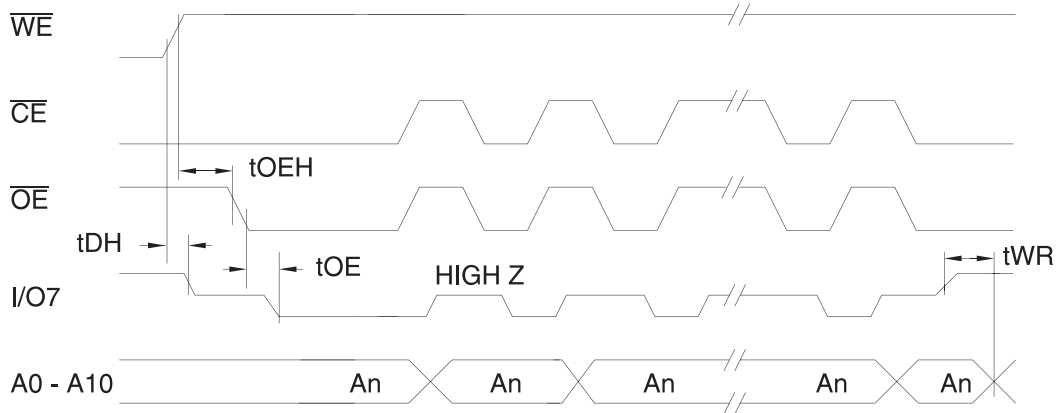 WE
CE
tOEH
OE
tDH
tOE
HIGH Z
tWR
I/O7
A0 - A10 An An An An An